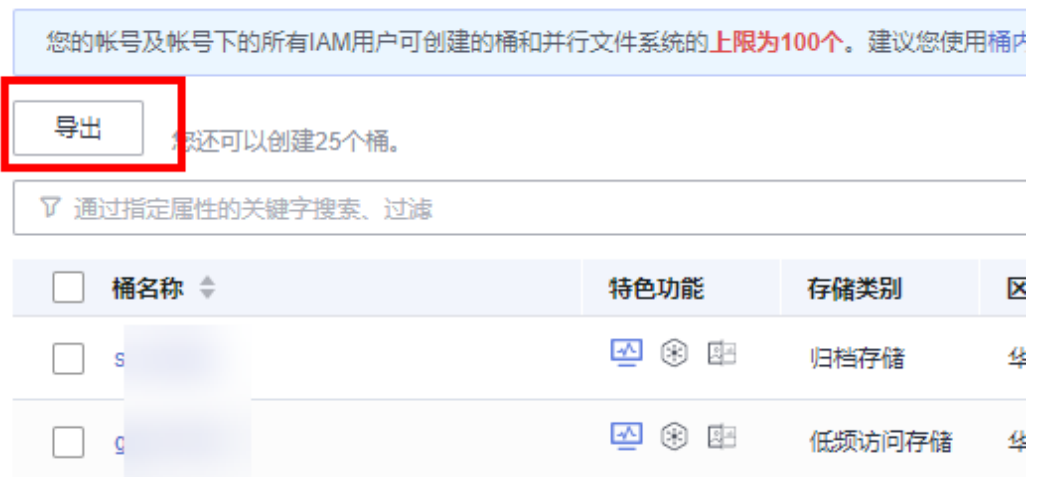 您的帐号及帐号下的所有IAM用户可创建的桶和并行文件系统的上限为100个。建议您使用桶内
导出
您还可以创建25个桶。
通过指定属性的关键字搜索、过滤
桶名称 特色功能 存储类别 区
s 归档存储 华
g 低频访问存储 华